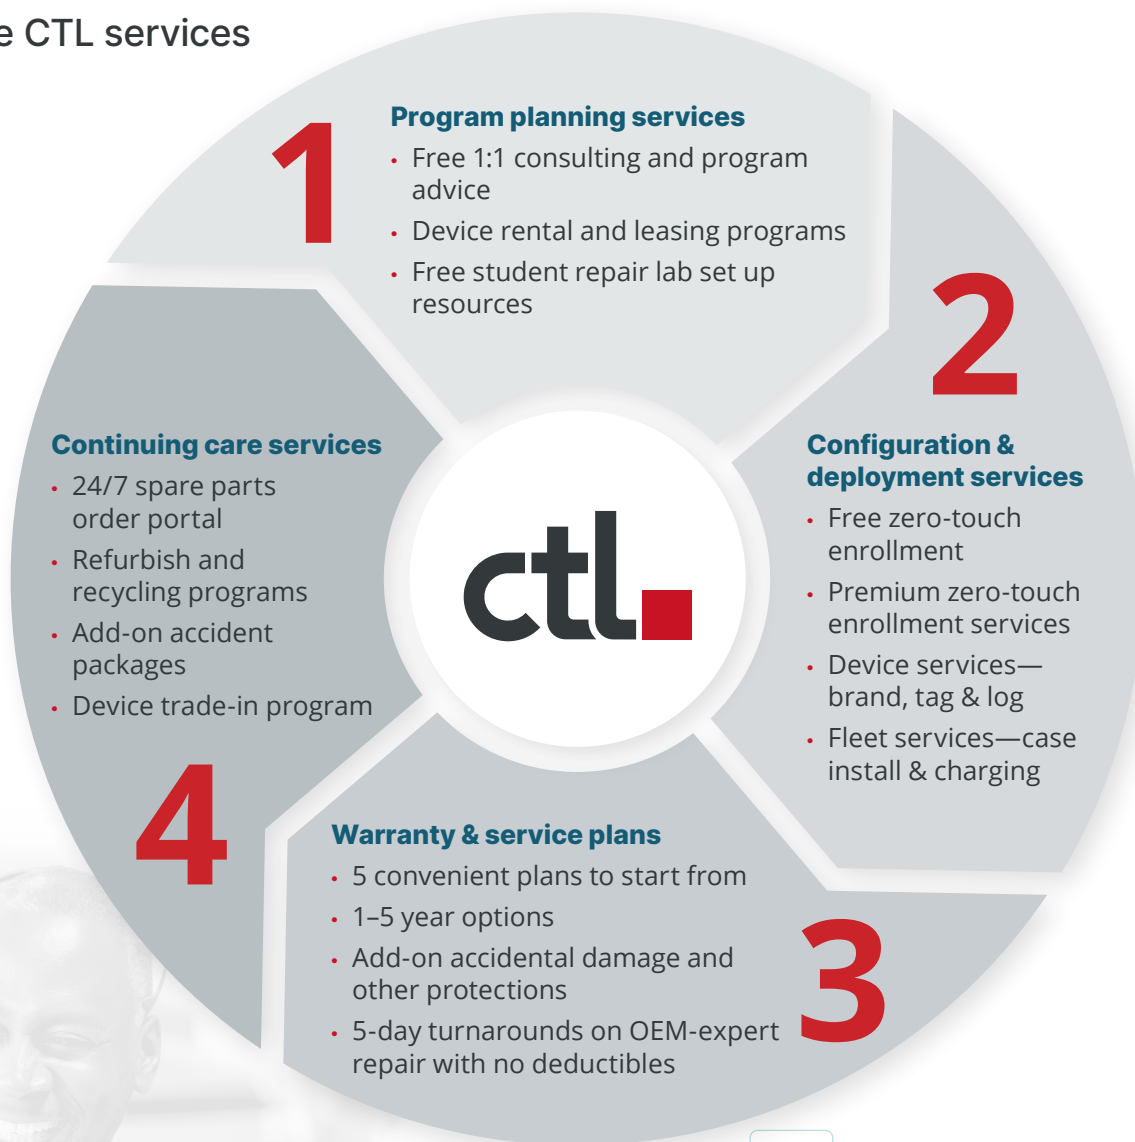 e CTL services
1
Program planning services
• Free 1:1 consulting and program
advice
• Device rental and leasing programs
• Free student repair lab set up
resources
2
Configuration &
deployment services
• Free zero-touch
enrollment
• Premium zero-touch
enrollment services
• Device services—
brand, tag & log
• Fleet services—case
install & charging
3
Warranty & service plans
• 5 convenient plans to start from
• 1–5 year options
• Add-on accidental damage and
other protections
• 5-day turnarounds on OEM-expert
repair with no deductibles
4
Continuing care services
• 24/7 spare parts
order portal
• Refurbish and
recycling programs
• Add-on accident
packages
• Device trade-in program
ctl